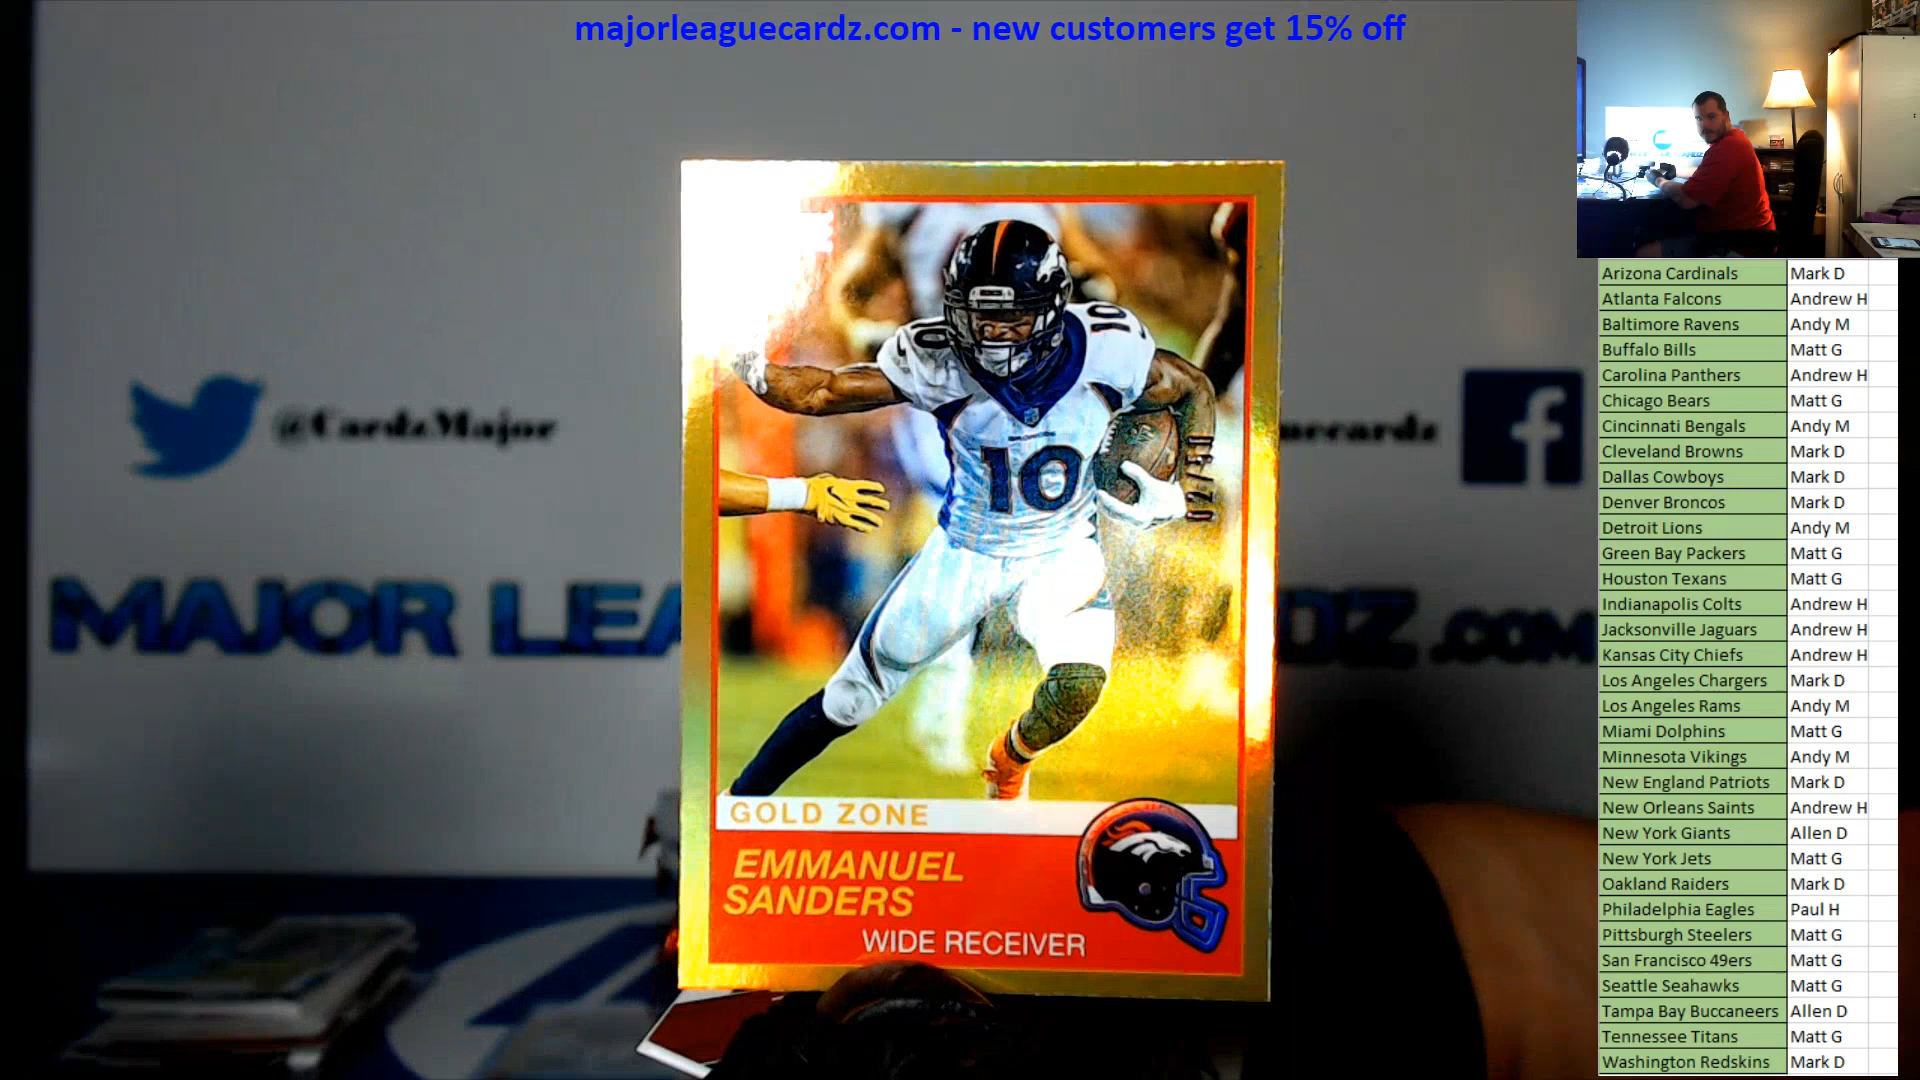 majorleaguecardz.com - new customers get 15% off
@CardzMajor
MAJOR LEA
DZ.COM
10
10
10
GOLD ZONE
EMMANUEL
SANDERS
WIDE RECEIVER
Arizona Cardinals Mark D
Atlanta Falcons Andrew H
Baltimore Ravens Andy M
Buffalo Bills Matt G
Carolina Panthers Andrew H
Chicago Bears Matt G
Cincinnati Bengals Andy M
Cleveland Browns Mark D
Dallas Cowboys Mark D
Denver Broncos Mark D
Detroit Lions Andy M
Green Bay Packers Matt G
Houston Texans Matt G
Indianapolis Colts Andrew H
Jacksonville Jaguars Andrew H
Kansas City Chiefs Andrew H
Los Angeles Chargers Mark D
Los Angeles Rams Andy M
Miami Dolphins Matt G
Minnesota Vikings Andy M
New England Patriots Mark D
New Orleans Saints Andrew H
New York Giants Allen D
New York Jets Matt G
Oakland Raiders Mark D
Philadelphia Eagles Paul H
Pittsburgh Steelers Matt G
San Francisco 49ers Matt G
Seattle Seahawks Matt G
Tampa Bay Buccaneers Allen D
Tennessee Titans Matt G
Washington Redskins Mark D